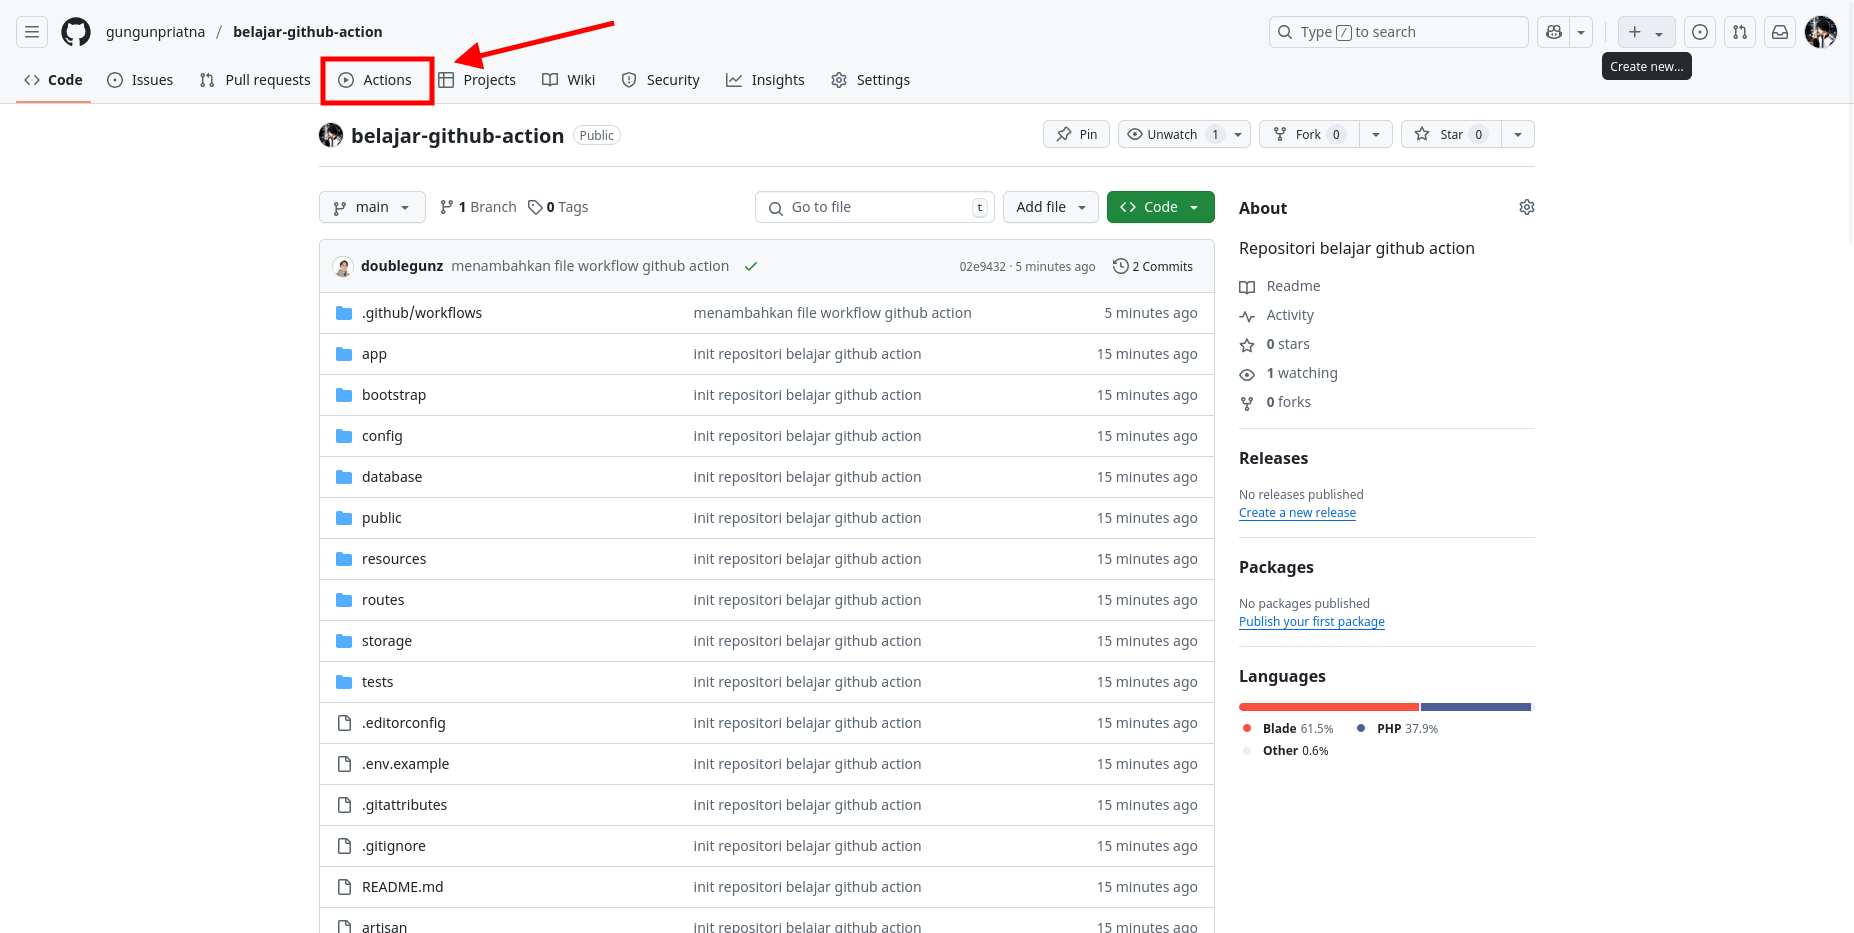 gungunpriatna / belajar-github-action
Type / to search
Code Issues Pull requests Actions Projects Wiki Security Insights Settings
Create new...
belajar-github-action Public
Pin Unwatch 1 Fork 0 Star 0
main 1 Branch 0 Tags Go to file t Add file Code
doublegunz menambahkan file workflow github action 02e9432 · 5 minutes ago 2 Commits
.github/workflows menambahkan file workflow github action 5 minutes ago
app init repositori belajar github action 15 minutes ago
bootstrap init repositori belajar github action 15 minutes ago
config init repositori belajar github action 15 minutes ago
database init repositori belajar github action 15 minutes ago
public init repositori belajar github action 15 minutes ago
resources init repositori belajar github action 15 minutes ago
routes init repositori belajar github action 15 minutes ago
storage init repositori belajar github action 15 minutes ago
tests init repositori belajar github action 15 minutes ago
.editorconfig init repositori belajar github action 15 minutes ago
.env.example init repositori belajar github action 15 minutes ago
.gitattributes init repositori belajar github action 15 minutes ago
.gitignore init repositori belajar github action 15 minutes ago
README.md init repositori belajar github action 15 minutes ago
artisan init repositori belajar github action 15 minutes ago
About
Repositori belajar github action
Readme
Activity
0 stars
1 watching
0 forks
Releases
No releases published
Create a new release
Packages
No packages published
Publish your first package
Languages
Blade 61.5% PHP 37.9%
Other 0.6%